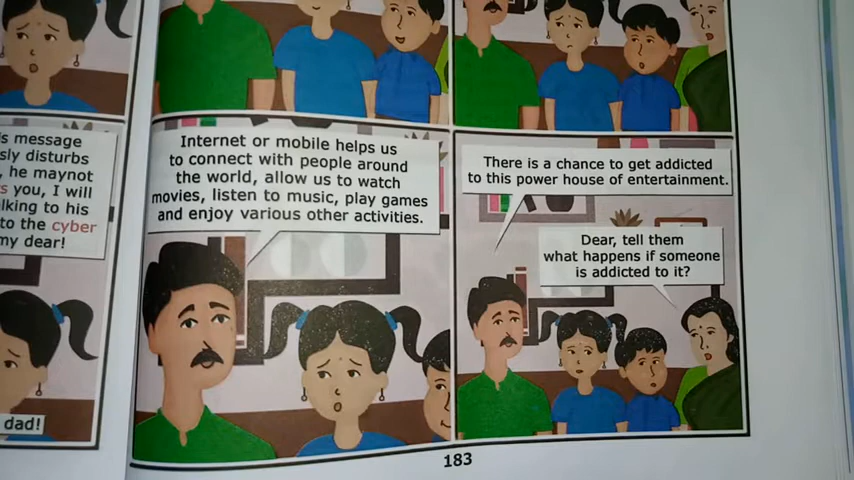 s message
sly disturbs
, he maynot
s you, I will
lking to his
to the cyber
my dear!
dad!
Internet or mobile helps us
to connect with people around
the world, allow us to watch
movies, listen to music, play games
and enjoy various other activities.
There is a chance to get addicted
to this power house of entertainment.
Dear, tell them
what happens if someone
is addicted to it?
183